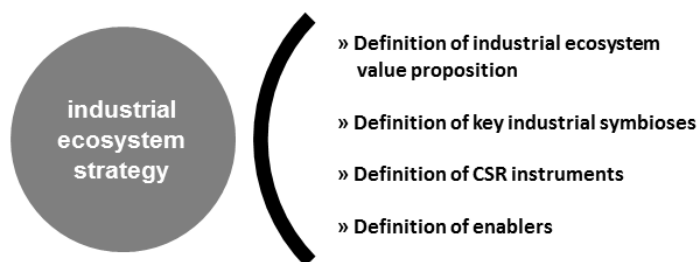 industrial
ecosystem
strategy
» Definition of industrial ecosystem
value proposition
» Definition of key industrial symbioses
» Definition of CSR instruments
» Definition of enablers